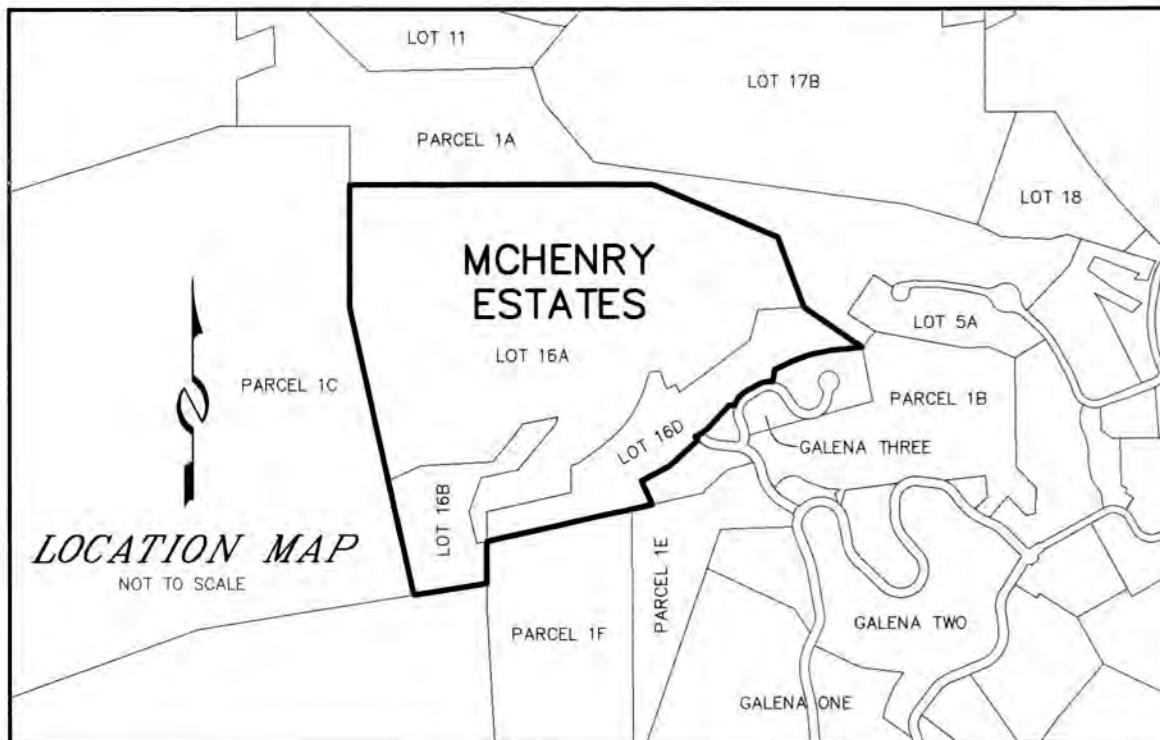 LOT 11
LOT 17B
PARCEL 1A
LOT 18
MCHENRY
ESTATES
LOT 5A
LOT 16A
PARCEL 1C
PARCEL 1B
LOT 16D
GALENA THREE
LOT 16B
LOCATION MAP
NOT TO SCALE
PARCEL 1E
PARCEL 1F
GALENA TWO
GALENA ONE
N